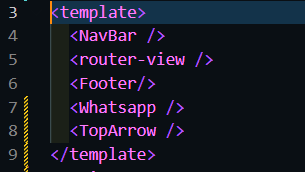 3 <template>
4 <NavBar />
5 <router-view />
6 <Footer/>
7 <Whatsapp />
8 <TopArrow />
9 </template>